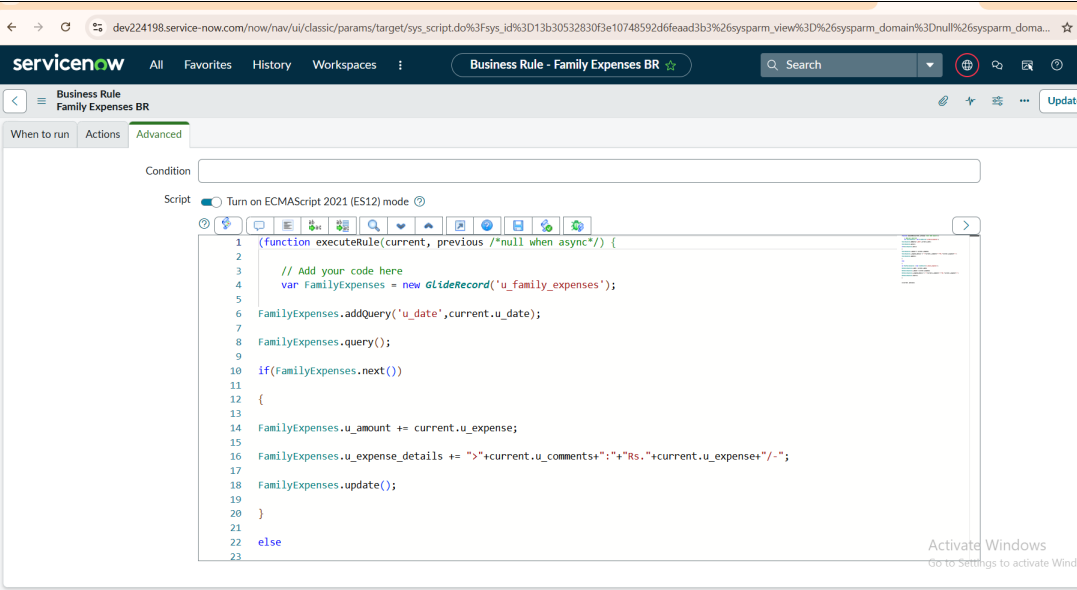 dev224198.service-now.com/now/nav/ui/classic/params/target/sys_script.do%3Fsys_id%3D13b30532830f3e10748592d6feaad3b3%26sysparm_view%3D%26sysparm_domain%3Dnull%26sysparm_doma...
servicenow All Favorites History Workspaces Business Rule - Family Expenses BR Search
Business Rule
Family Expenses BR
Updat
When to run Actions Advanced
Condition
Script Turn on ECMAScript 2021 (ES12) mode
1 (function executeRule(current, previous /*null when async*/) {
2
3 // Add your code here
4 var FamilyExpenses = new GlideRecord('u_family_expenses');
5
6 FamilyExpenses.addQuery('u_date',current.u_date);
7
8 FamilyExpenses.query();
9
10 if(FamilyExpenses.next())
11
12 {
13
14 FamilyExpenses.u_amount += current.u_expense;
15
16 FamilyExpenses.u_expense_details += ">"+current.u_comments+":"+"Rs."+current.u_expense+"/-";
17
18 FamilyExpenses.update();
19
20 }
21
22 else
23
Activate Windows
Go to Settings to activate Wind